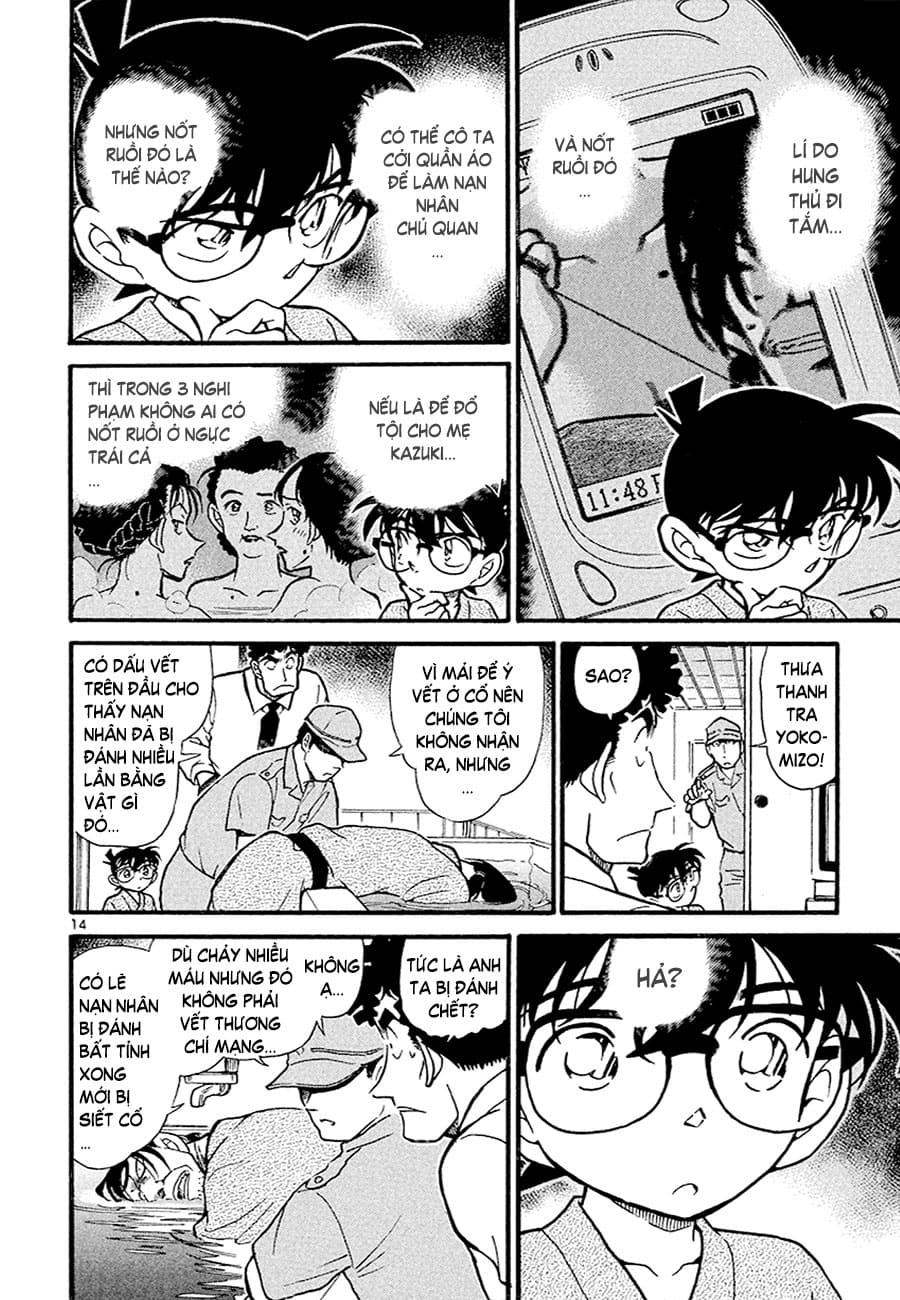 LÍ DO
HUNG
THỦ ĐI
TẮM...
VÀ NỐT
RUỒI ĐÓ
...
11:48
CÓ THỂ CÔ TA
CỞI QUẦN ÁO
ĐỂ LÀM NẠN
NHÂN
CHỦ QUAN
...
NHƯNG NỐT
RUỒI ĐÓ LÀ
THẾ NÀO?
NẾU LÀ ĐỂ ĐỔ
TỘI CHO MẸ
KAZUKI...
THÌ TRONG 3 NGHI
PHẠM KHÔNG AI CÓ
NỐT RUỒI Ở NGỰC
TRÁI CẢ
...
THƯA
THANH
TRA
YOKO-
MIZO!
SAO?
VÌ MẢI ĐỂ Ý
VẾT Ở CỔ NÊN
CHÚNG TÔI
KHÔNG NHẬN
RA, NHƯNG
...
CÓ DẤU VẾT
TRÊN ĐẦU CHO
THẤY NẠN
NHÂN ĐÃ BỊ
ĐÁNH NHIỀU
LẦN BẰNG
VẬT GÌ
ĐÓ...
14
HẢ?
TỨC LÀ ANH
TA BỊ ĐÁNH
CHẾT?
KHÔNG
Ạ...
DÙ CHẢY NHIỀU
MÁU NHƯNG ĐÓ
KHÔNG PHẢI
VẾT THƯƠNG
CHÍ MẠNG...
CÓ LẼ
NẠN NHÂN
BỊ ĐÁNH
BẤT TỈNH
XONG
MỚI BỊ
SIẾT CỔ
...